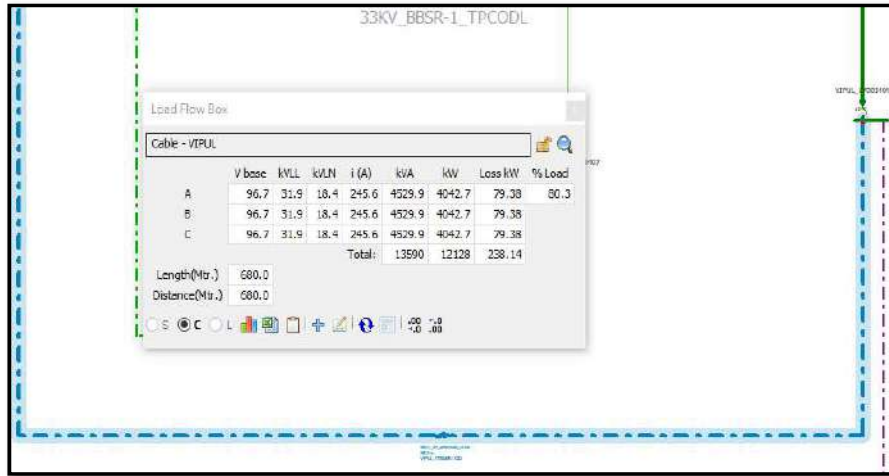 33KV_BBSR-1_TPCODL
Load Flow Box
Cable - VIPUL
V base kVLL kVLN i (A) kVA kW Loss kW % Load
A 96.7 31.9 18.4 245.6 4529.9 4042.7 79.38 80.3
B 96.7 31.9 18.4 245.6 4529.9 4042.7 79.38
C 96.7 31.9 18.4 245.6 4529.9 4042.7 79.38
Total: 13590 12128 238.14
Length(Mtr.) 680.0
Distance(Mtr.) 680.0
S C L